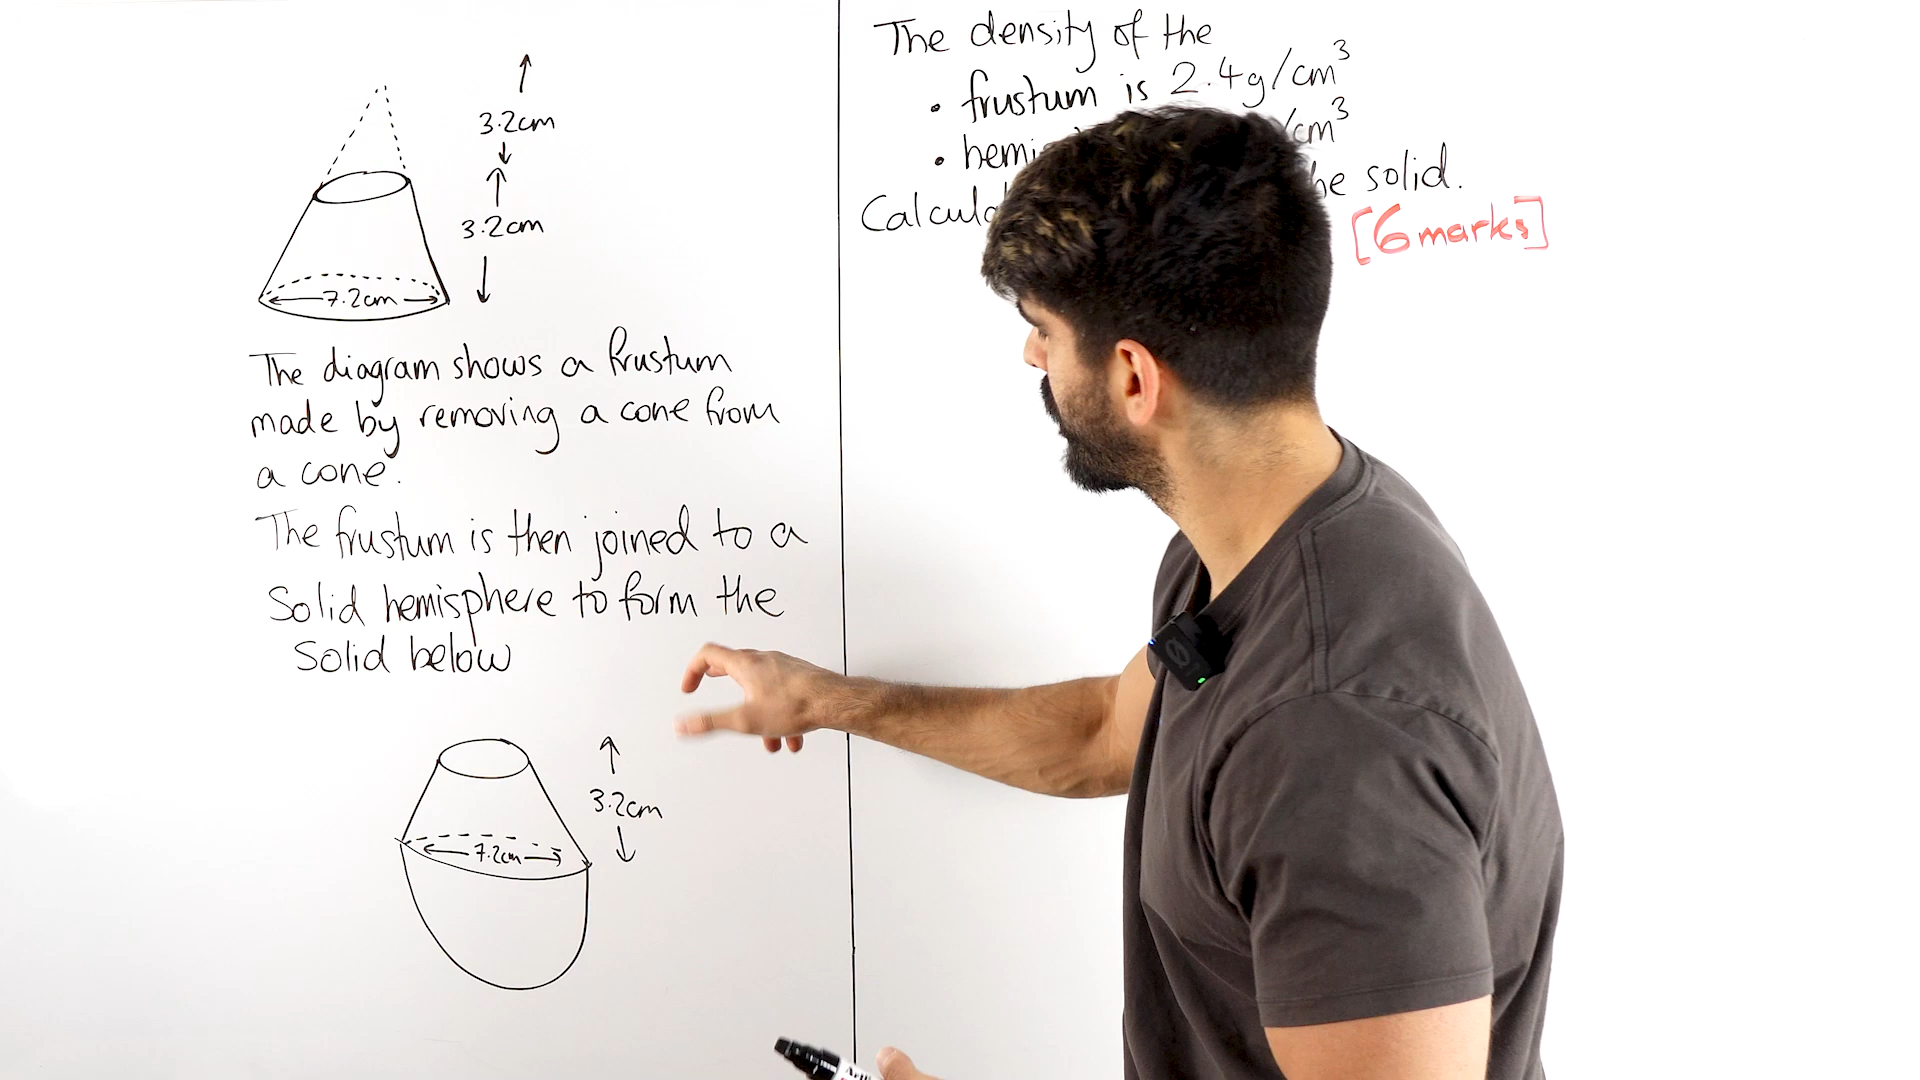 3.2cm
3.2cm
7.2cm
The diagram shows a frustum
made by removing a cone from
a cone.
The frustum is then joined to a
Solid hemisphere to form the
Solid below
3.2cm
7.2cm
The density of the
• frustum is 2.4g/cm³
• hemi /cm³
Calcula he solid.
[6 marks]